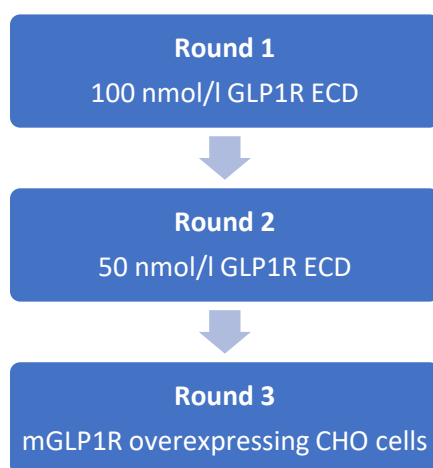 Round 1
100 nmol/l GLP1R ECD
Round 2
50 nmol/l GLP1R ECD
Round 3
mGLP1R overexpressing CHO cells